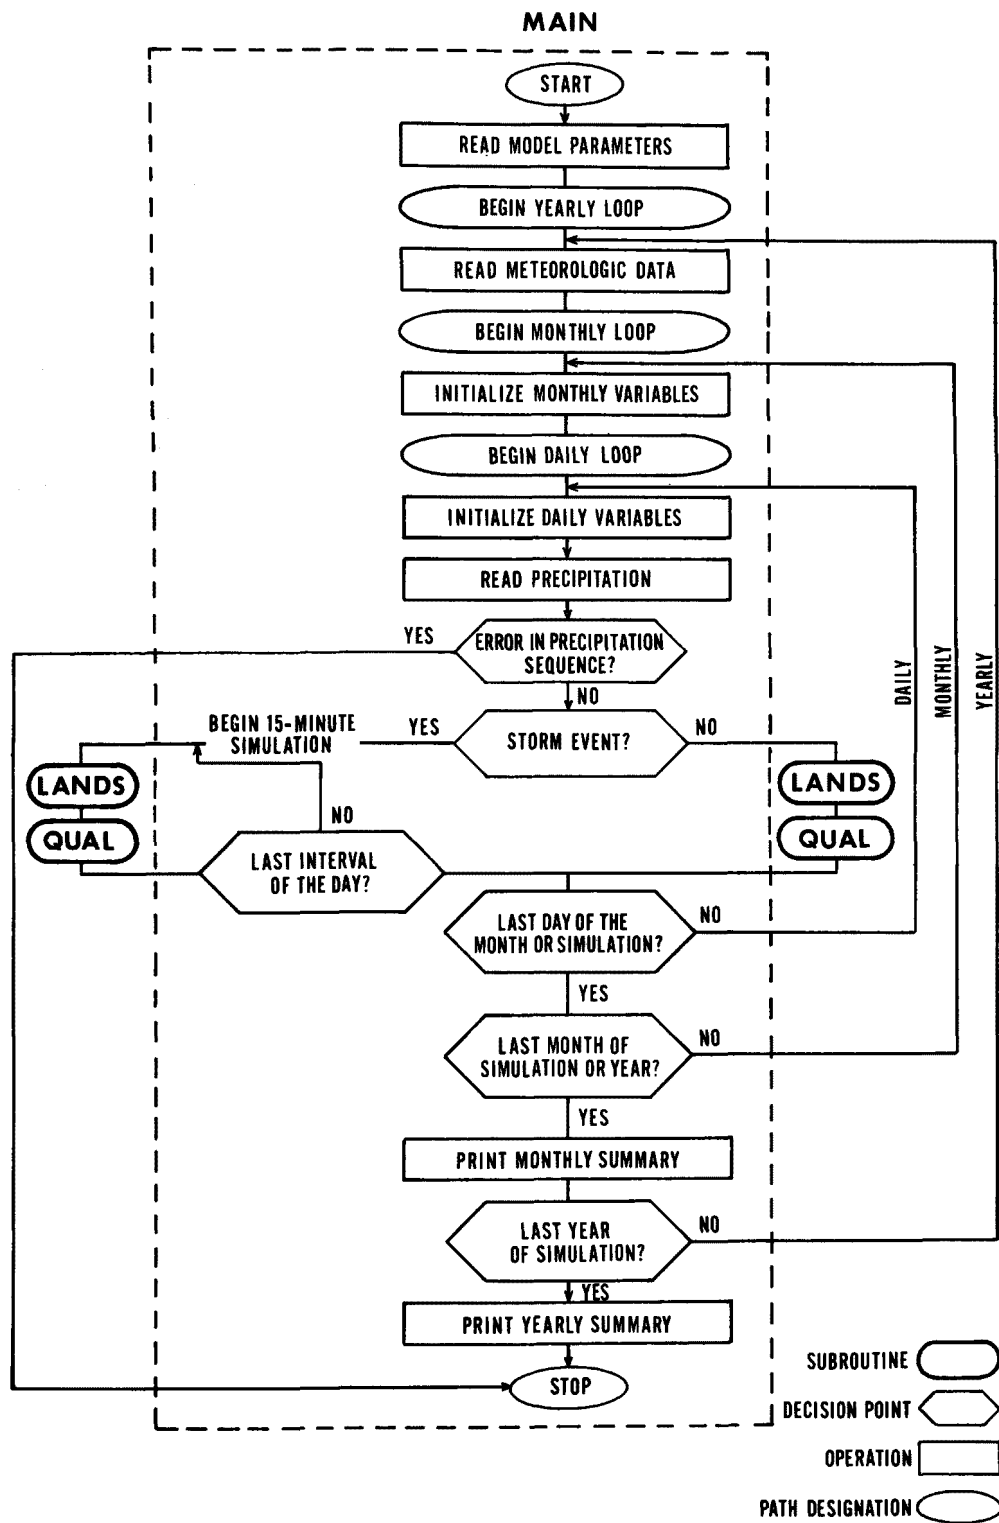 MAIN
START
READ MODEL PARAMETERS
BEGIN YEARLY LOOP
READ METEOROLOGIC DATA
BEGIN MONTHLY LOOP
INITIALIZE MONTHLY VARIABLES
BEGIN DAILY LOOP
INITIALIZE DAILY VARIABLES
READ PRECIPITATION
YES
ERROR IN PRECIPITATION
SEQUENCE?
NO
DAILY
MONTHLY
YEARLY
BEGIN 15-MINUTE
SIMULATION
YES
STORM EVENT?
NO
LANDS
QUAL
NO
LANDS
QUAL
LAST INTERVAL
OF THE DAY?
LAST DAY OF THE
MONTH OR SIMULATION?
NO
YES
LAST MONTH OF
SIMULATION OR YEAR?
NO
YES
PRINT MONTHLY SUMMARY
LAST YEAR
OF SIMULATION?
NO
YES
PRINT YEARLY SUMMARY
STOP
SUBROUTINE
DECISION POINT
OPERATION
PATH DESIGNATION